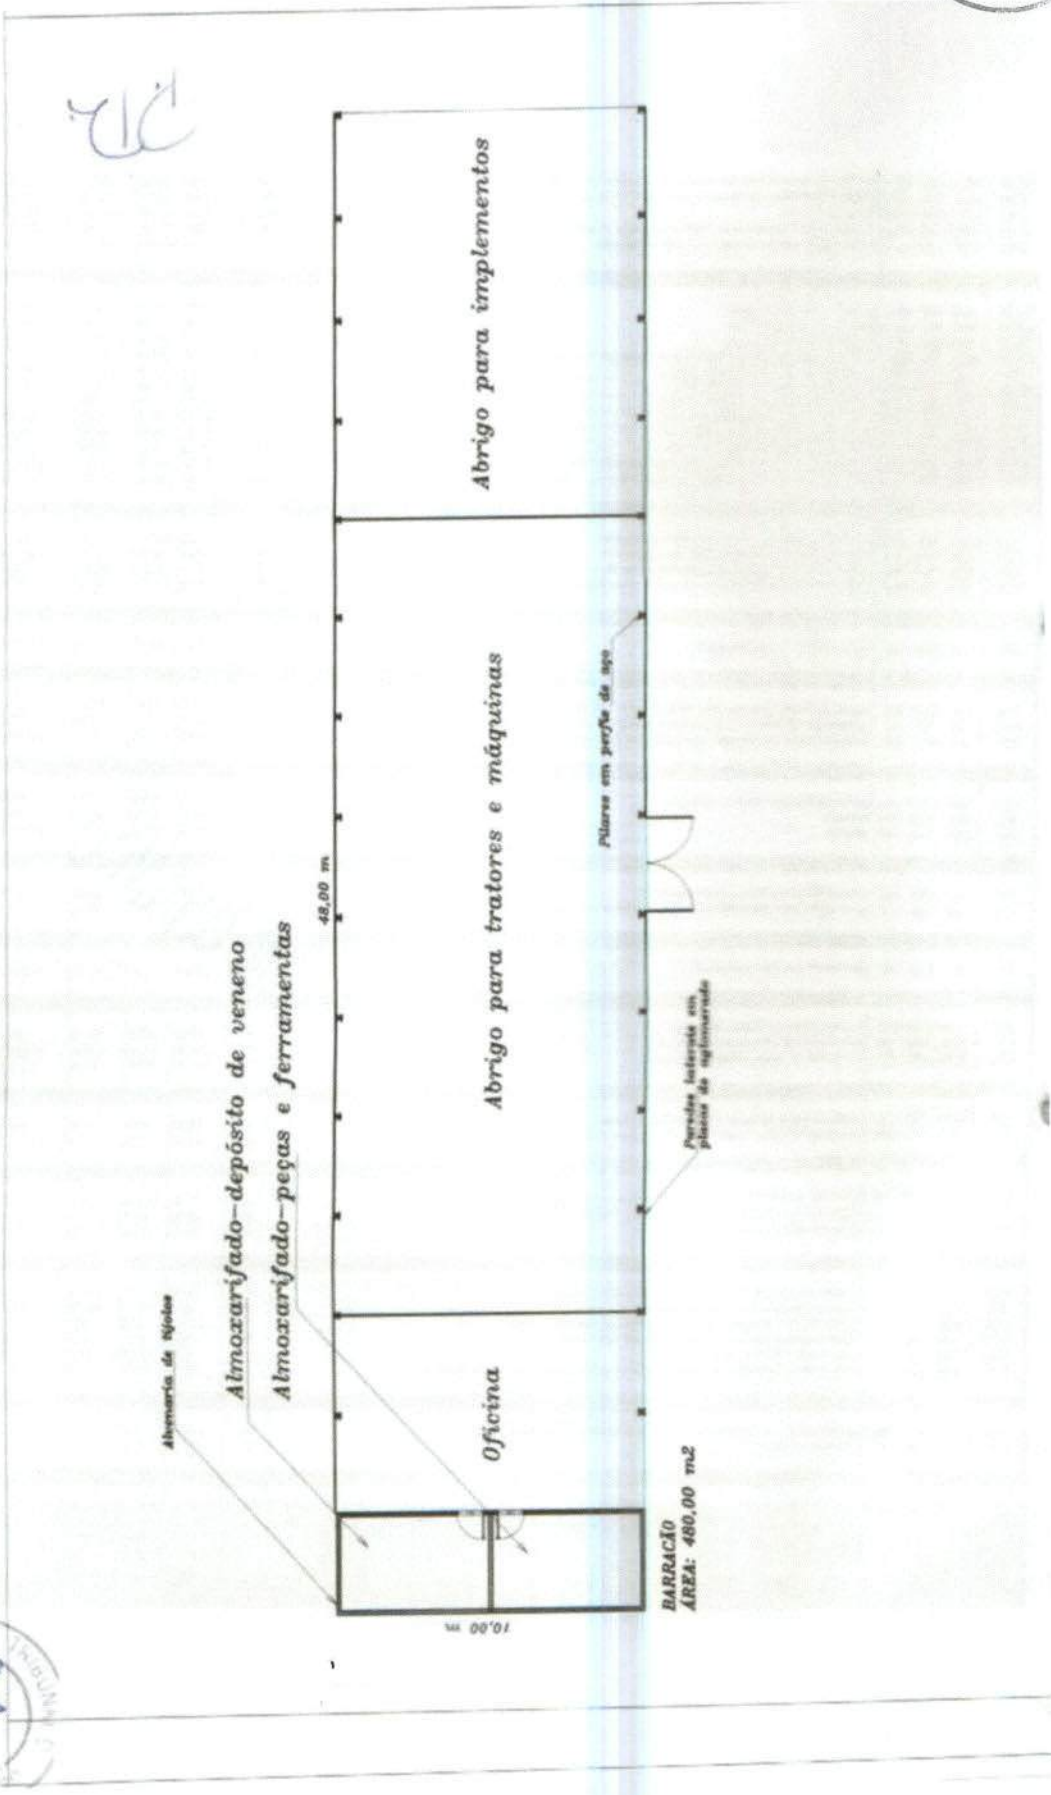 Alvenaria de tijolos
Almoxarifado-depósito de veneno
Almoxarifado-peças e ferramentas
48,00 m
10,00 m
Oficina
Abrigo para tratores e máquinas
Abrigo para implementos
Pilares em perfis de aço
Paredes laterais em
placas de aglomerado
BARRACÃO
ÁREA: 480,00 m2
TRIBUNAL